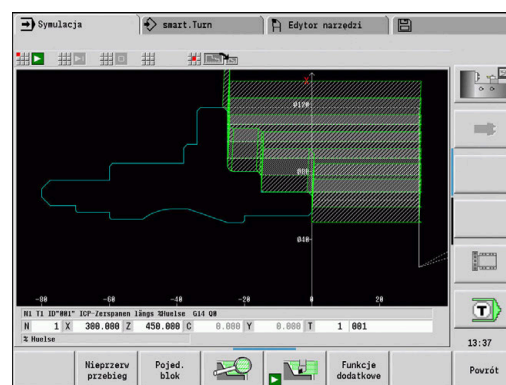 Symulacja
smart.Turn
Edytor narzędzi
X
Ø120
Ø80
Ø40
-80 -60 -40 -20 0 20
N1 T1 ID"001" ICP-Zerspanen längs %Huelse G14 Q0
N 1 X 300.000 Z 450.000 C 0.000 Y 0.000 T 1 001
% Huelse
T
13:37
Nieprzerw przebieg
Pojed. blok
Funkcje dodatkowe
Powrót